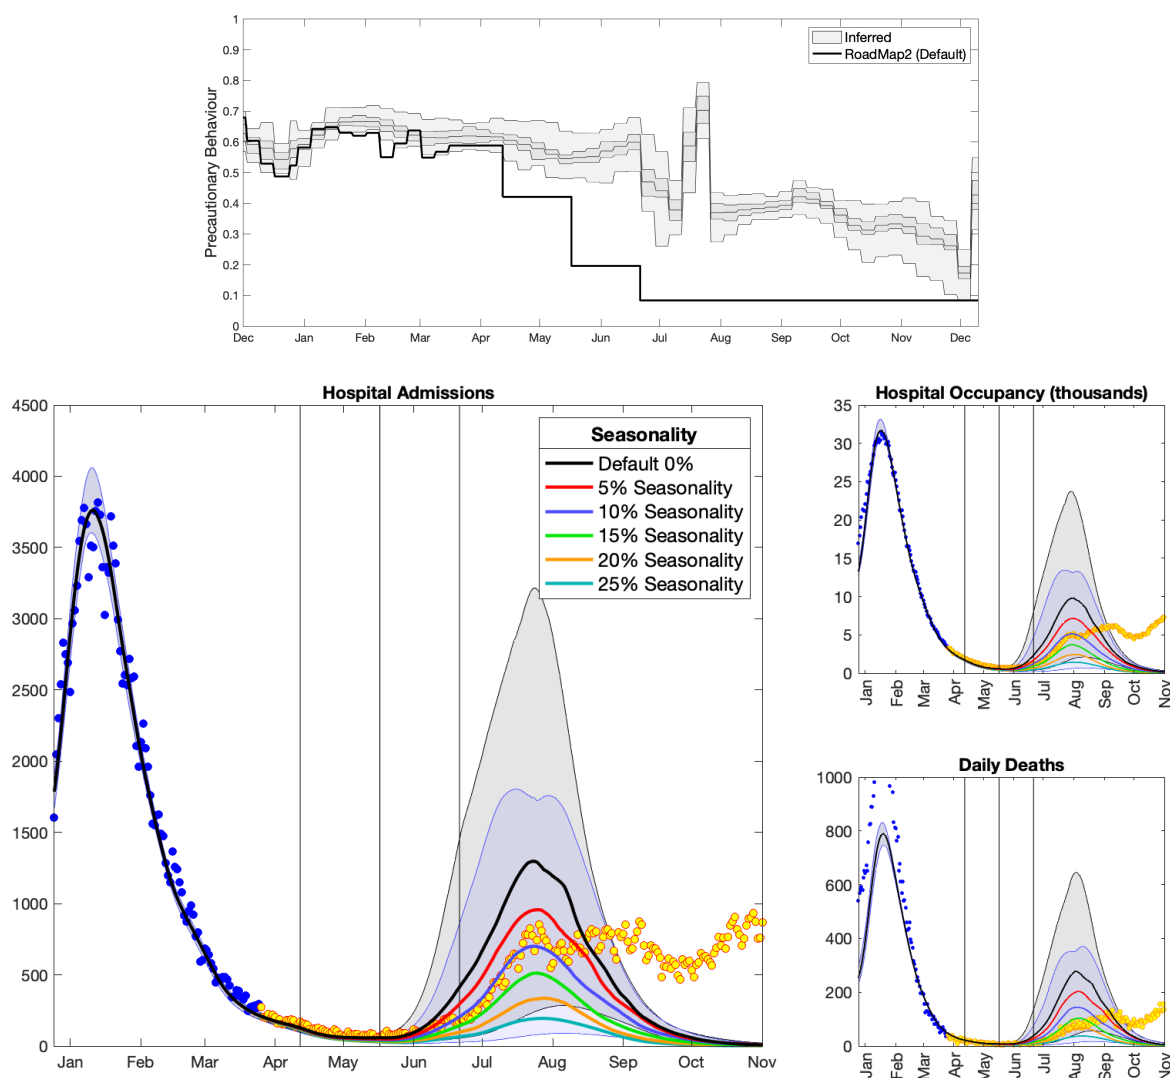 Precautionary Behaviour
1
0.9
0.8
0.7
0.6
0.5
0.4
0.3
0.2
0.1
0
Dec Jan Feb Mar Apr May Jun Jul Aug Sep Oct Nov Dec
Inferred
RoadMap2 (Default)
Hospital Admissions
4500
4000
3500
3000
2500
2000
1500
1000
500
0
Jan Feb Mar Apr May Jun Jul Aug Sep Oct Nov
Seasonality
Default 0%
5% Seasonality
10% Seasonality
15% Seasonality
20% Seasonality
25% Seasonality
Hospital Occupancy (thousands)
35
30
25
20
15
10
5
0
Jan Feb Mar Apr May Jun Jul Aug Sep Oct Nov
Daily Deaths
1000
800
600
400
200
0
Jan Feb Mar Apr May Jun Jul Aug Sep Oct Nov